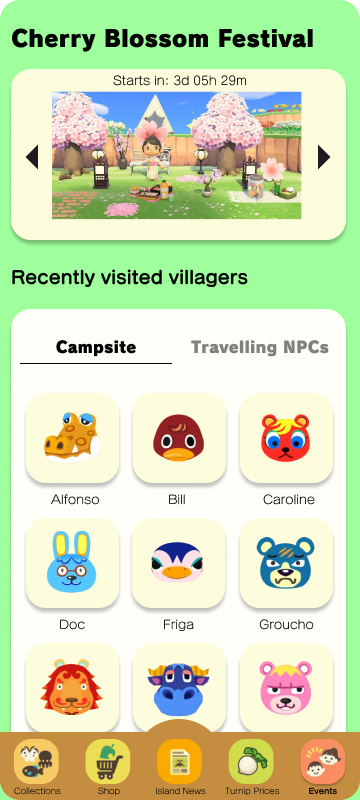 Cherry Blossom Festival
Starts in: 3d 05h 29m
Recently visited villagers
Campsite
Travelling NPCs
Alfonso
Bill
Caroline
Doc
Friga
Groucho
Collections
Shop
Island News
Turnip Prices
Events